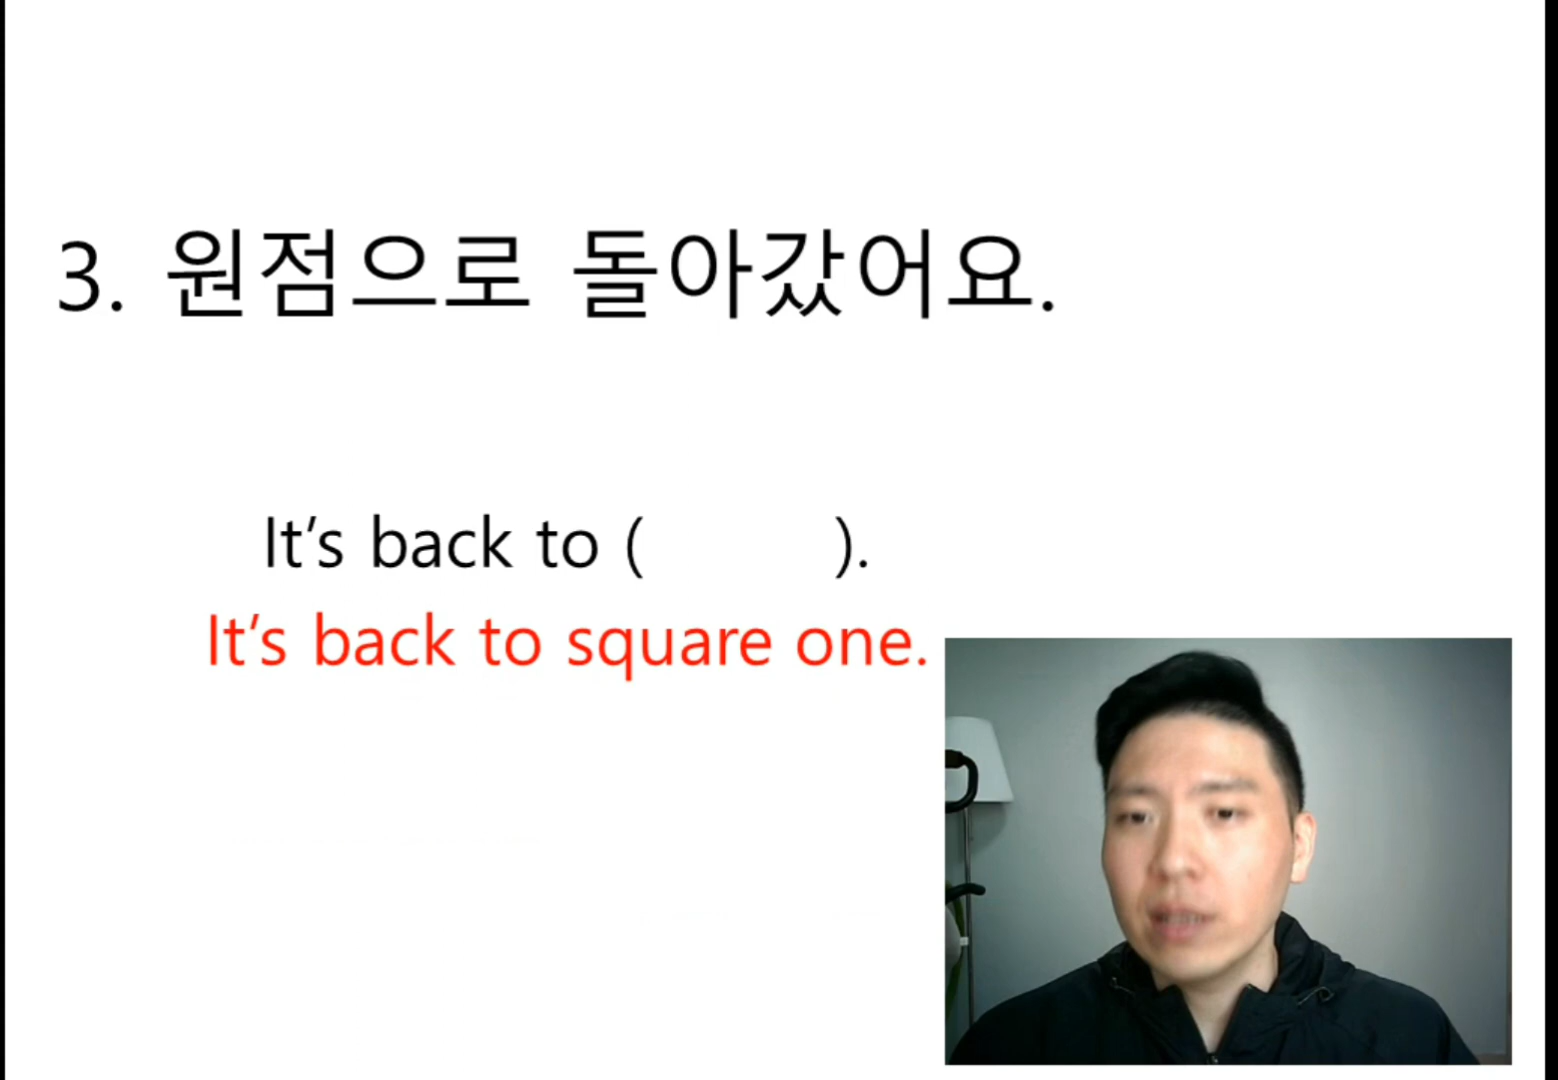 3. 원점으로 돌아갔어요.
It’s back to (          ).
It’s back to square one.